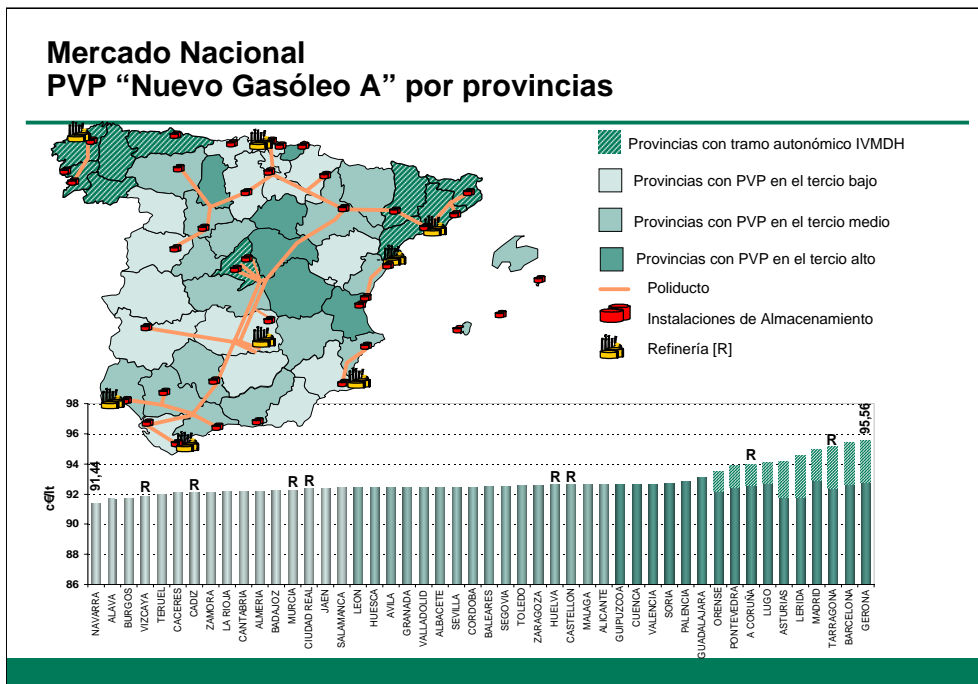 Mercado Nacional
PVP “Nuevo Gasóleo A” por provincias
Provincias con tramo autonómico IVMDH
Provincias con PVP en el tercio bajo
Provincias con PVP en el tercio medio
Provincias con PVP en el tercio alto
Poliducto
Instalaciones de Almacenamiento
Refinería [R]
98
96
94
92
90
88
86
c€/lt
91,44
R
R
R
R
R
R
R
R
95,56
NAVARRA
ALAVA
BURGOS
VIZCAYA
TERUEL
CACERES
CADIZ
ZAMORA
LA RIOJA
CANTABRIA
ALMERIA
BADAJOZ
MURCIA
CIUDAD REAL
JAEN
SALAMANCA
LEON
HUESCA
AVILA
GRANADA
VALLADOLID
ALBACETE
SEVILLA
CORDOBA
BALEARES
SEGOVIA
TOLEDO
ZARAGOZA
HUELVA
CASTELLON
MALAGA
ALICANTE
GUIPUZCOA
CUENCA
VALENCIA
SORIA
PALENCIA
GUADALAJARA
ORENSE
PONTEVEDRA
A CORUÑA
LUGO
ASTURIAS
LERIDA
MADRID
TARRAGONA
BARCELONA
GERONA